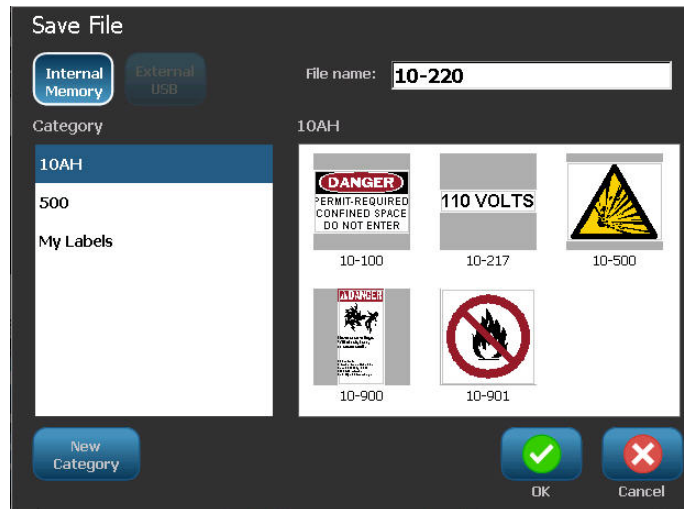 Save File
Internal
Memory
External
USB
File name:
10-220
Category
10AH
10AH
500
My Labels
DANGER
PERMIT-REQUIRED
CONFINED SPACE
DO NOT ENTER
10-100
110 VOLTS
10-217
10-500
DANGER
10-900
10-901
New
Category
OK
Cancel